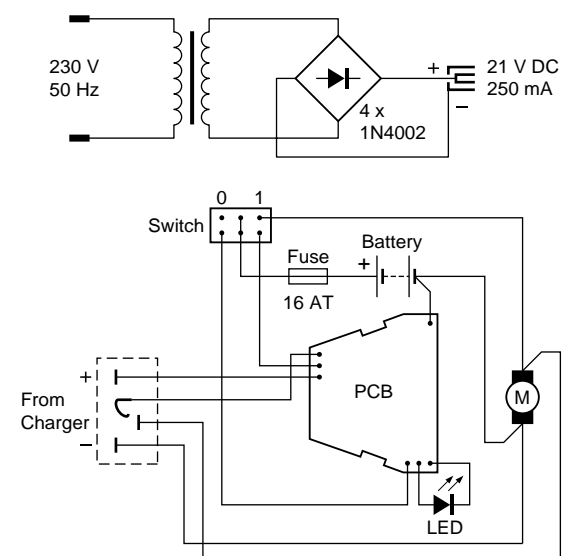 230 V
50 Hz
+
−
21 V DC
250 mA
4 x
1N4002
0 1
Switch
Battery
Fuse
+
16 AT
PCB
+
From
Charger
−
M
LED